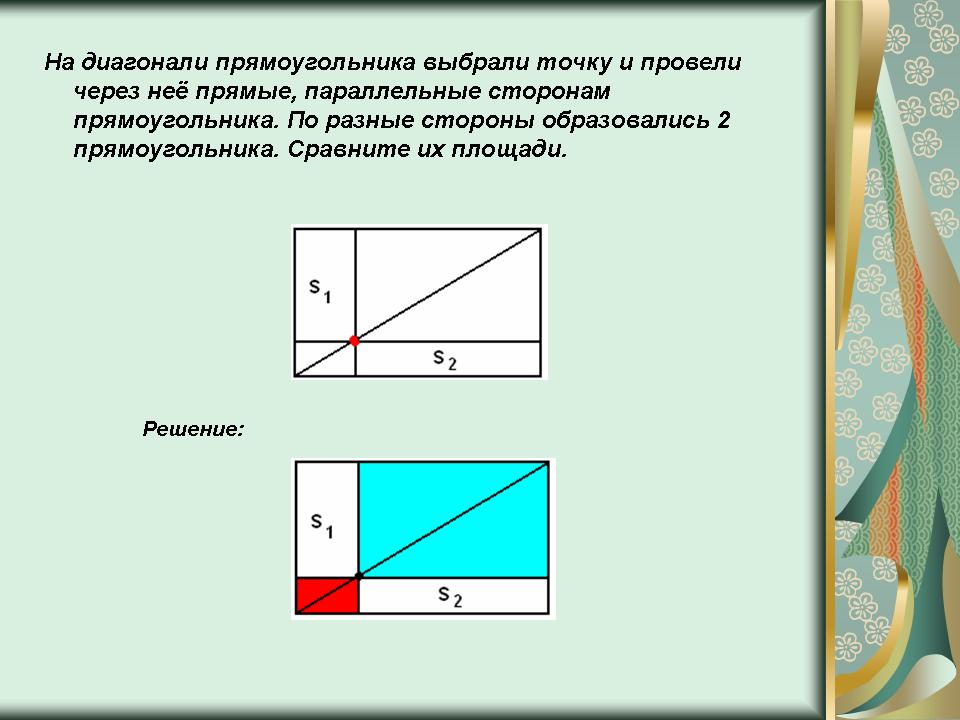 На диагонали прямоугольника выбрали точку и провели
через неё прямые, параллельные сторонам
прямоугольника. По разные стороны образовались 2
прямоугольника. Сравните их площади.
S1
S2
Решение:
S1
S2